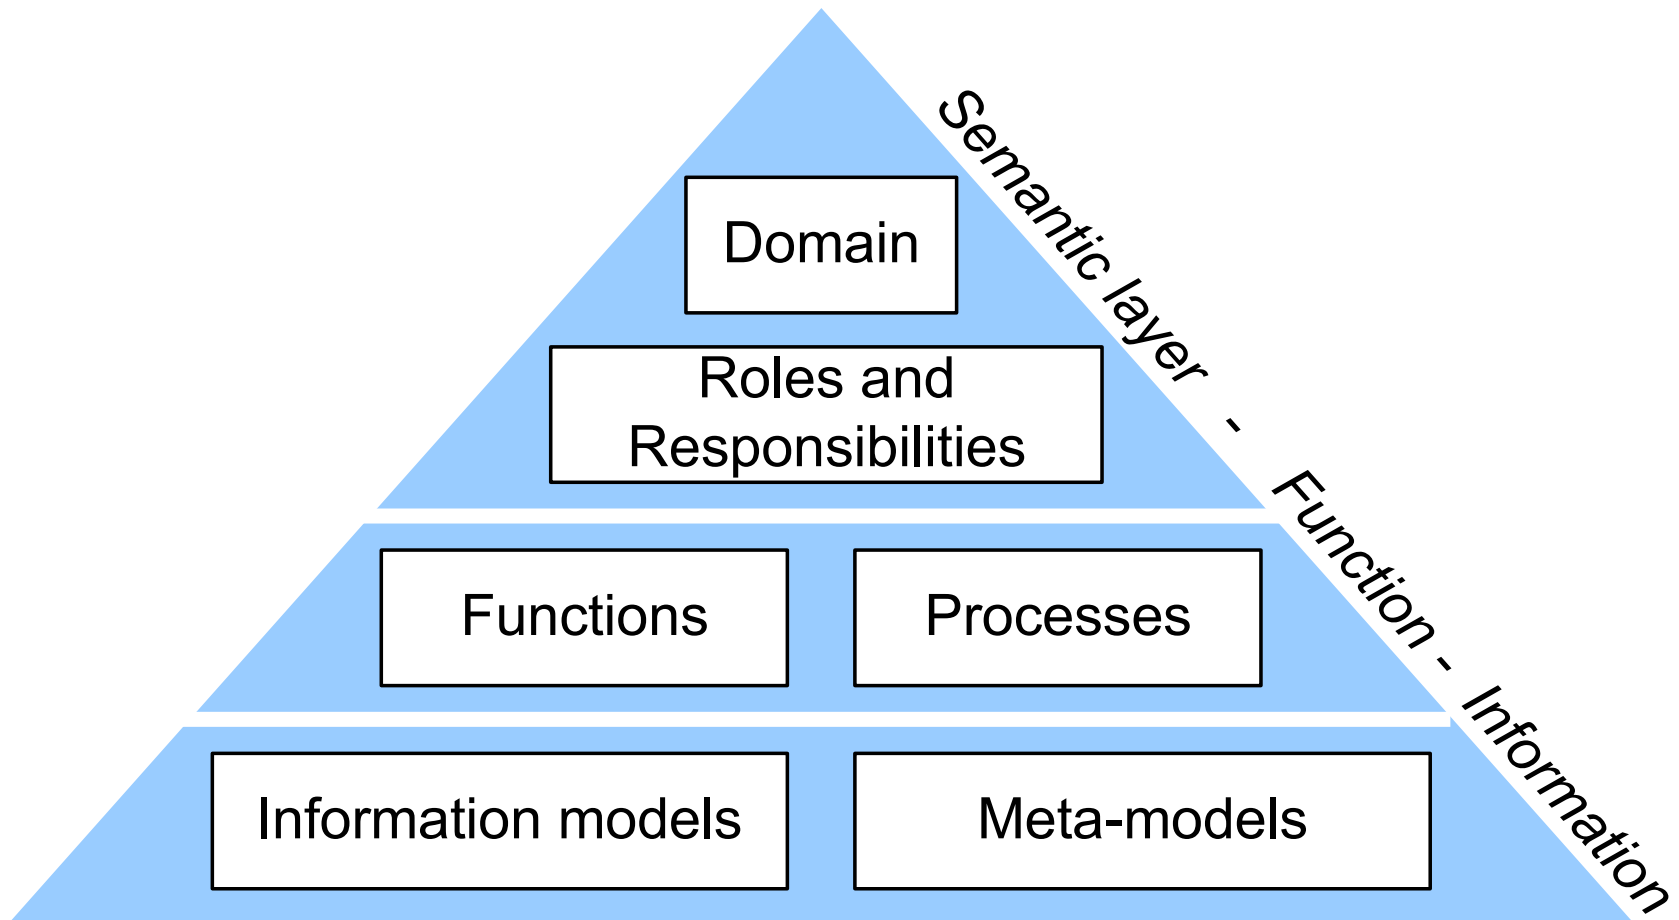 Domain
Roles and
Responsibilities
Functions
Processes
Information models
Meta-models
Semantic layer - Function - Information